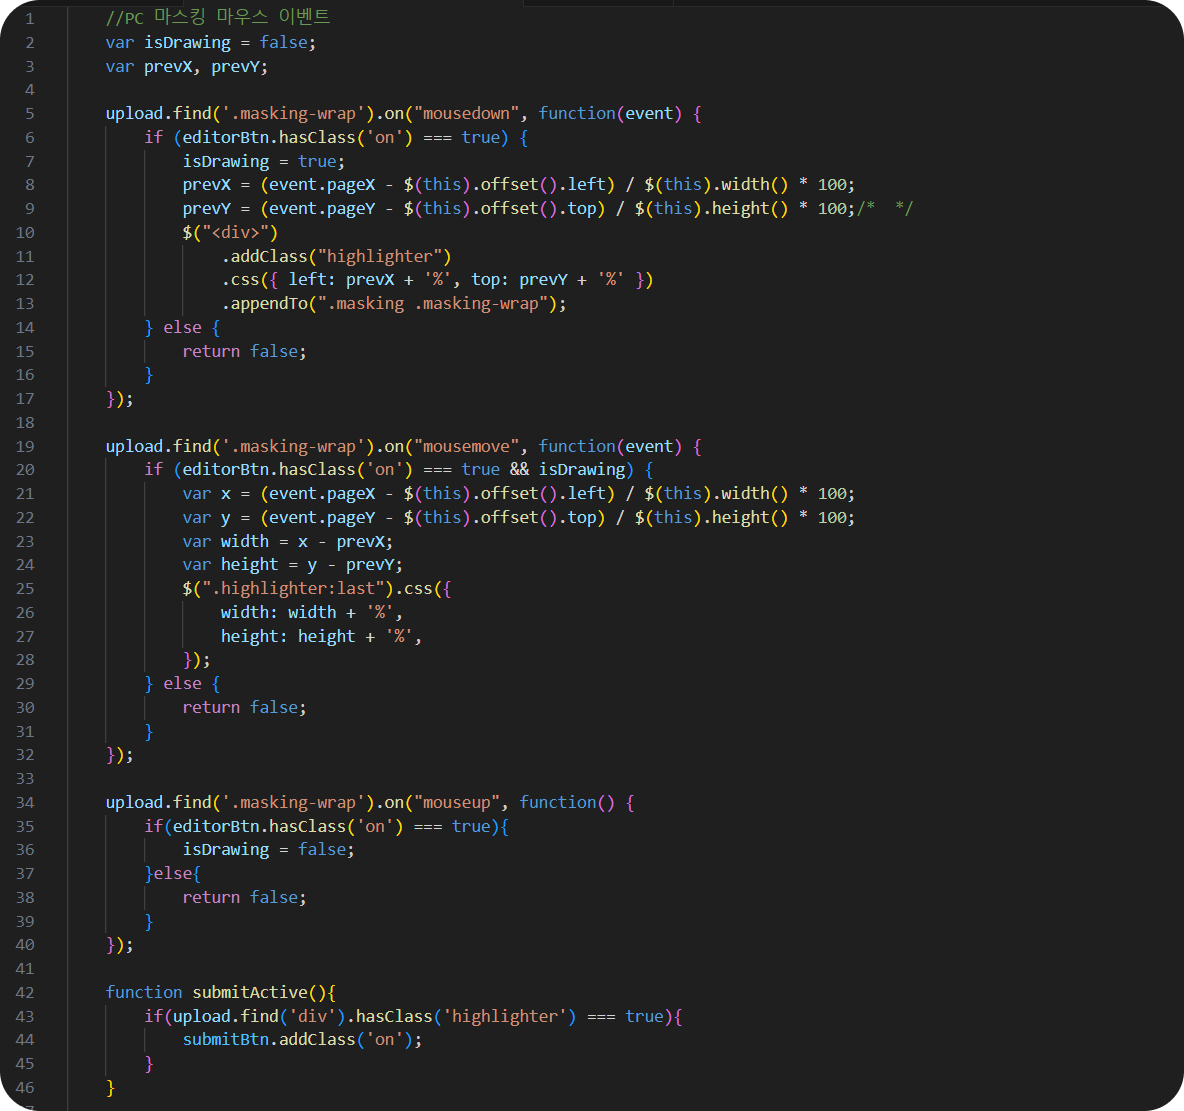 1 //PC 마스킹 마우스 이벤트
2 var isDrawing = false;
3 var prevX, prevY;
4
5 upload.find('.masking-wrap').on("mousedown", function(event) {
6     if (editorBtn.hasClass('on') === true) {
7         isDrawing = true;
8         prevX = (event.pageX - $(this).offset().left) / $(this).width() * 100;
9         prevY = (event.pageY - $(this).offset().top) / $(this).height() * 100;/*  */
10         $("<div>")
11             .addClass("highlighter")
12             .css({ left: prevX + '%', top: prevY + '%' })
13             .appendTo(".masking .masking-wrap");
14     } else {
15         return false;
16     }
17 });
18
19 upload.find('.masking-wrap').on("mousemove", function(event) {
20     if (editorBtn.hasClass('on') === true && isDrawing) {
21         var x = (event.pageX - $(this).offset().left) / $(this).width() * 100;
22         var y = (event.pageY - $(this).offset().top) / $(this).height() * 100;
23         var width = x - prevX;
24         var height = y - prevY;
25         $(".highlighter:last").css({
26             width: width + '%',
27             height: height + '%',
28         });
29     } else {
30         return false;
31     }
32 });
33
34 upload.find('.masking-wrap').on("mouseup", function() {
35     if(editorBtn.hasClass('on') === true){
36         isDrawing = false;
37     }else{
38         return false;
39     }
40 });
41
42 function submitActive(){
43     if(upload.find('div').hasClass('highlighter') === true){
44         submitBtn.addClass('on');
45     }
46 }